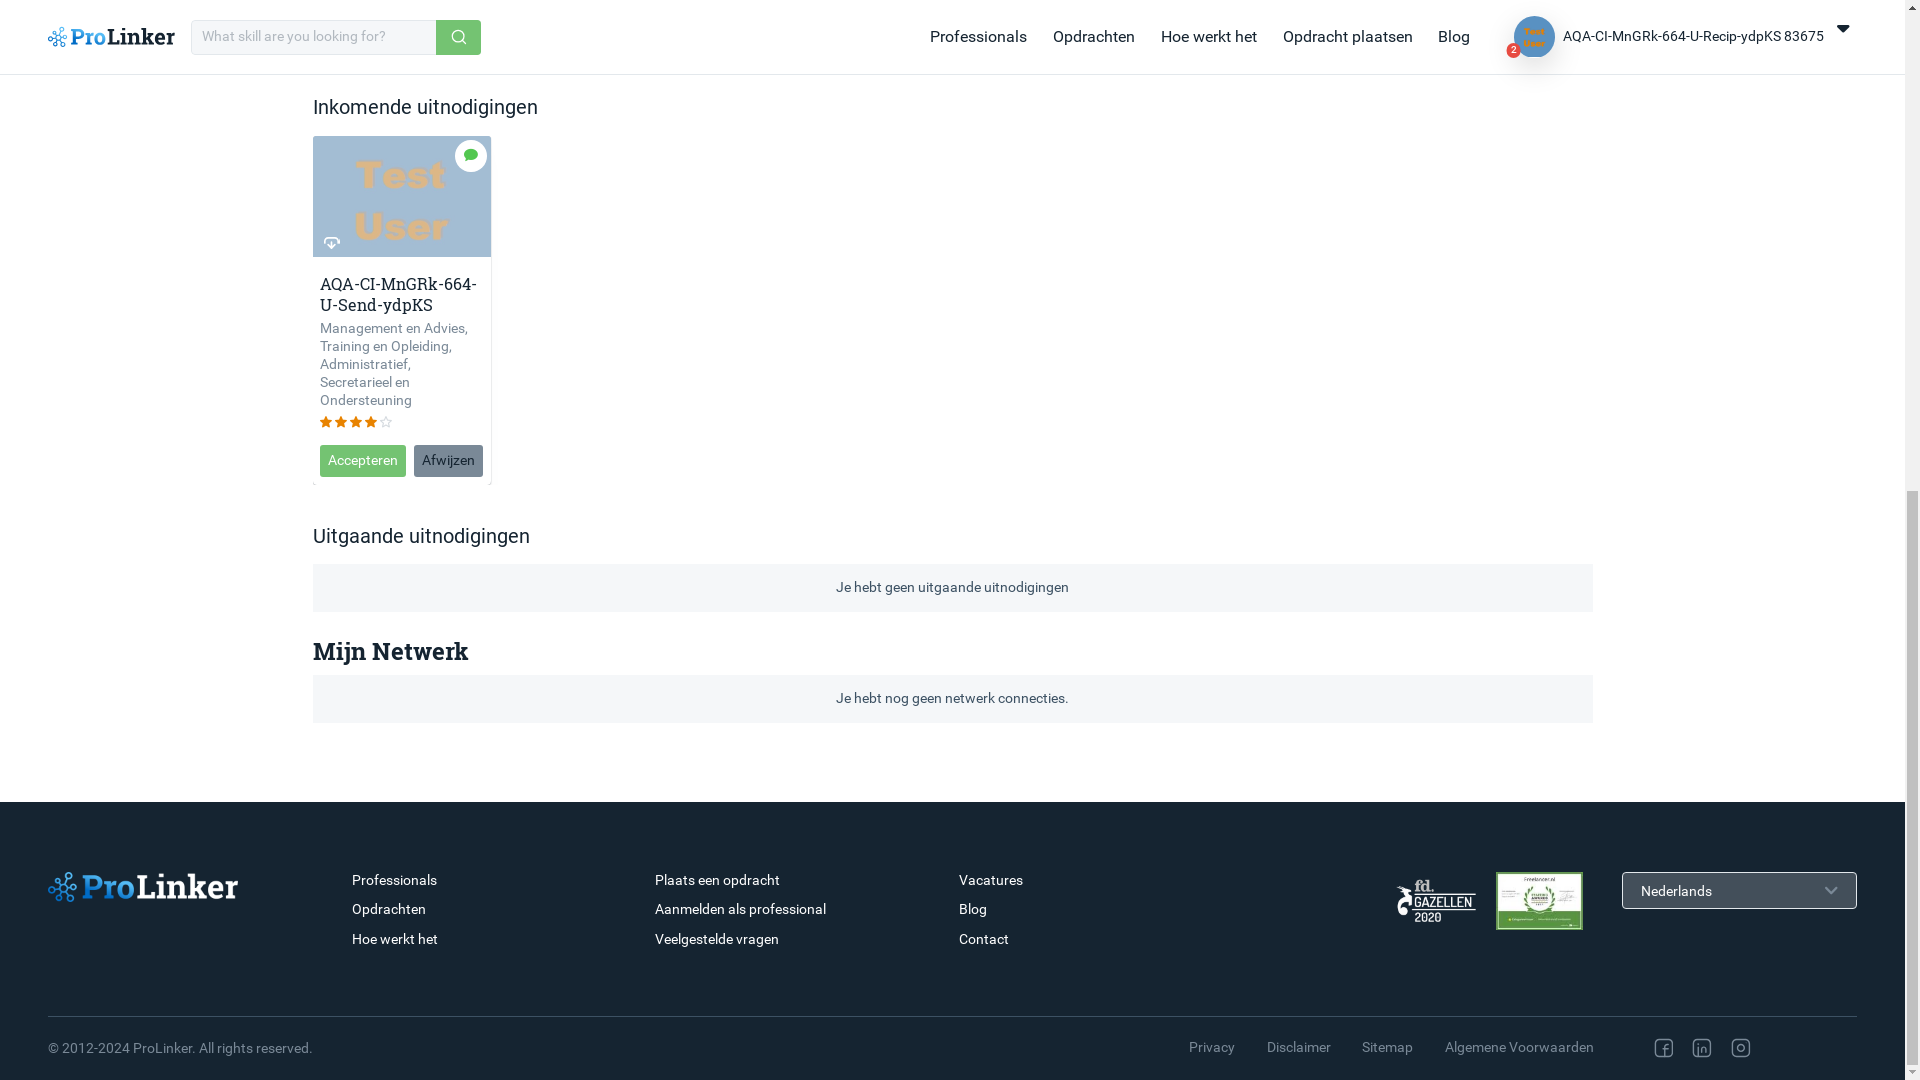 ProLinker
What skill are you looking for?
Professionals
Opdrachten
Hoe werkt het
Opdracht plaatsen
Blog
Test
User
2
AQA-CI-MnGRk-664-U-Recip-ydpKS 83675
Inkomende uitnodigingen
Test
User
AQA-CI-MnGRk-664-
U-Send-ydpKS
Management en Advies,
Training en Opleiding,
Administratief,
Secretarieel en
Ondersteuning
Accepteren
Afwijzen
Uitgaande uitnodigingen
Je hebt geen uitgaande uitnodigingen
Mijn Netwerk
Je hebt nog geen netwerk connecties.
ProLinker
Professionals
Opdrachten
Hoe werkt het
Plaats een opdracht
Aanmelden als professional
Veelgestelde vragen
Vacatures
Blog
Contact
fd.
GAZELLEN
2020
Freelancer.nl
Nederlands
© 2012-2024 ProLinker. All rights reserved.
Privacy
Disclaimer
Sitemap
Algemene Voorwaarden